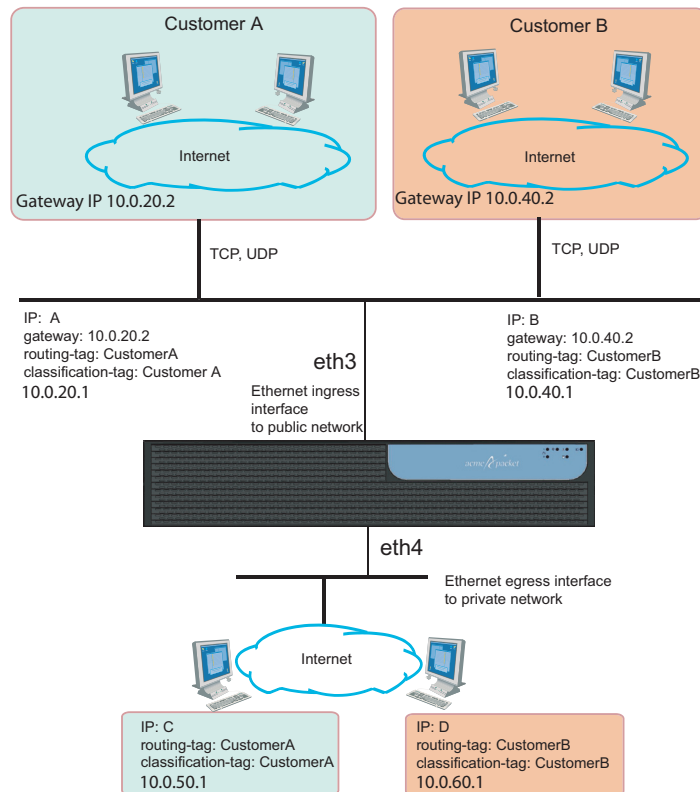 Customer A
Customer B
Internet
Internet
Gateway IP 10.0.20.2
Gateway IP 10.0.40.2
TCP, UDP
TCP, UDP
IP: A
gateway: 10.0.20.2
routing-tag: CustomerA
classification-tag: Customer A
10.0.20.1
IP: B
gateway: 10.0.40.2
routing-tag: CustomerB
classification-tag: CustomerB
10.0.40.1
eth3
Ethernet ingress
interface
to public network
acme packet
eth4
Ethernet egress interface
to private network
Internet
IP: C
routing-tag: CustomerA
classification-tag: CustomerA
10.0.50.1
IP: D
routing-tag: CustomerB
classification-tag: CustomerB
10.0.60.1